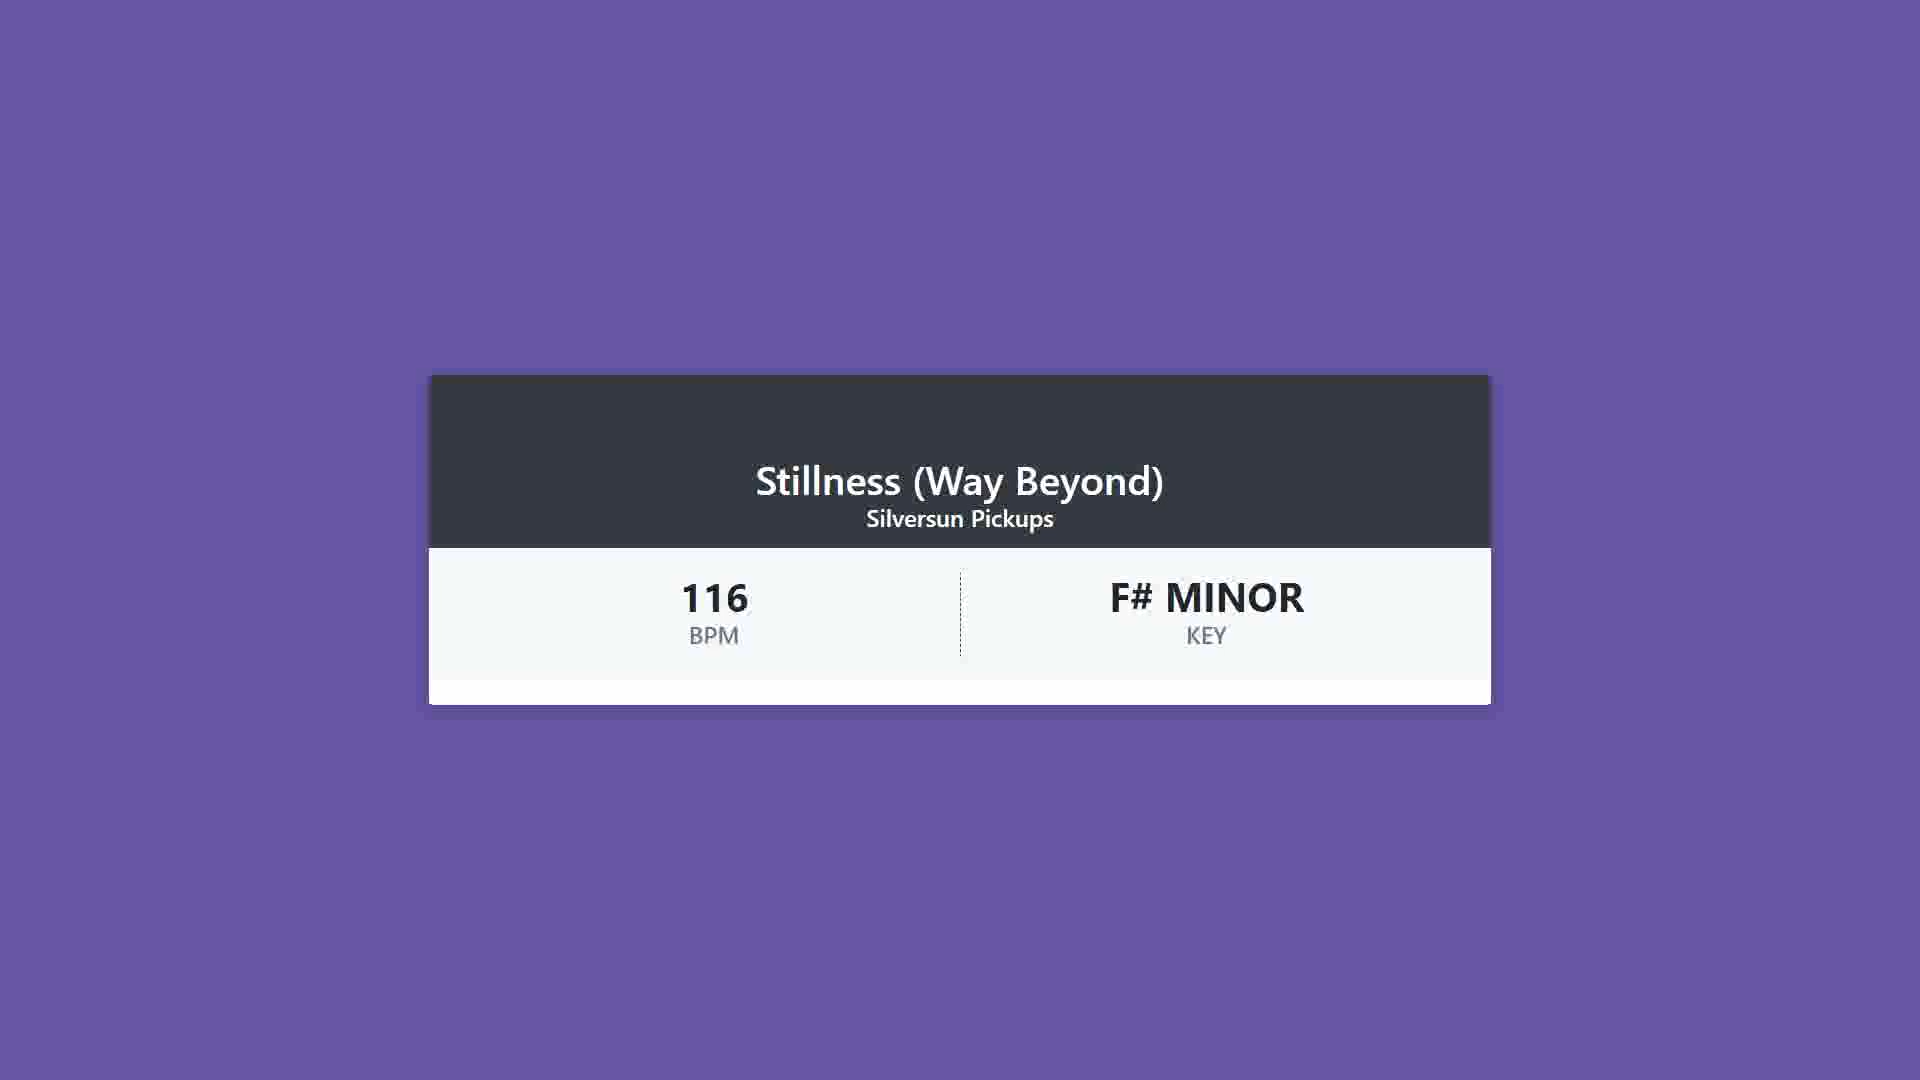 Stillness (Way Beyond)
Silversun Pickups
116
BPM
F# MINOR
KEY